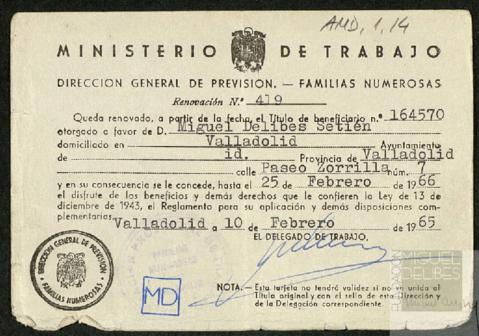 AMD, 1, 14
MINISTERIO DE TRABAJO
DIRECCION GENERAL DE PREVISION. — FAMILIAS NUMEROSAS
Renovación N.º 419
Queda renovado, a partir de la fecha, el Título de beneficiario n.º 164570
otorgado a favor de D. Miguel Delibes Setién
domiciliado en Valladolid Ayuntamiento
de id. Provincia de Valladolid
calle Paseo Zorrilla núm. 7
y en su consecuencia se le concede, hasta el 25 de Febrero de 1966
el disfrute de los beneficios y demás derechos que le confieren la Ley de 13 de
diciembre de 1943, el Reglamento para su aplicación y demás disposiciones com-
plementarias
Valladolid a 10 de Febrero de 1965
EL DELEGADO DE TRABAJO,
DIRECCION GENERAL DE PREVISION
FAMILIAS NUMEROSAS
MD
NOTA.— Esta tarjeta no tendrá validez si no va unida al
Título original y con el sello de esta Dirección y
de la Delegación correspondiente.
FUNDACIÓN
MIGUEL
DELIBES